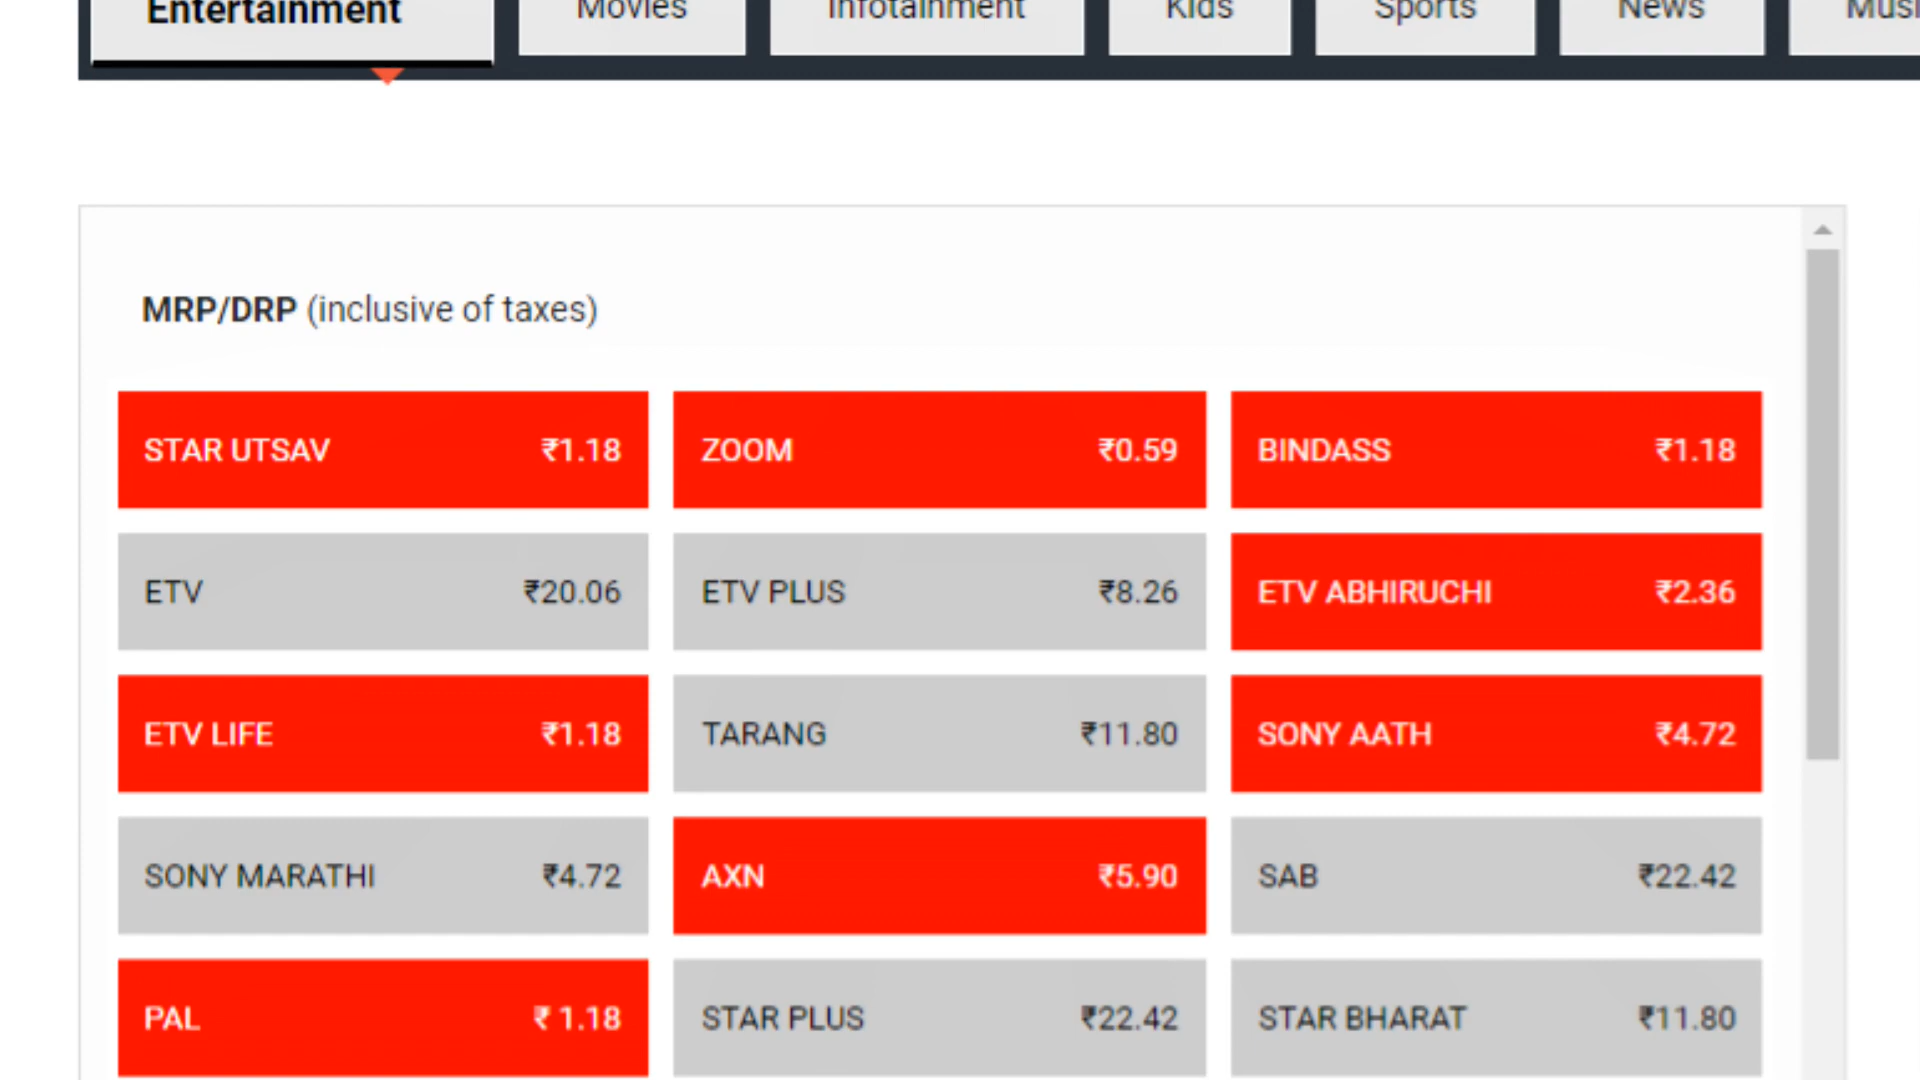 Entertainment Movies Infotainment Kids Sports News
MRP/DRP (inclusive of taxes)
STAR UTSAV ₹1.18 ZOOM ₹0.59 BINDASS ₹1.18
ETV ₹20.06 ETV PLUS ₹8.26 ETV ABHIRUCHI ₹2.36
ETV LIFE ₹1.18 TARANG ₹11.80 SONY AATH ₹4.72
SONY MARATHI ₹4.72 AXN ₹5.90 SAB ₹22.42
PAL ₹ 1.18 STAR PLUS ₹22.42 STAR BHARAT ₹11.80